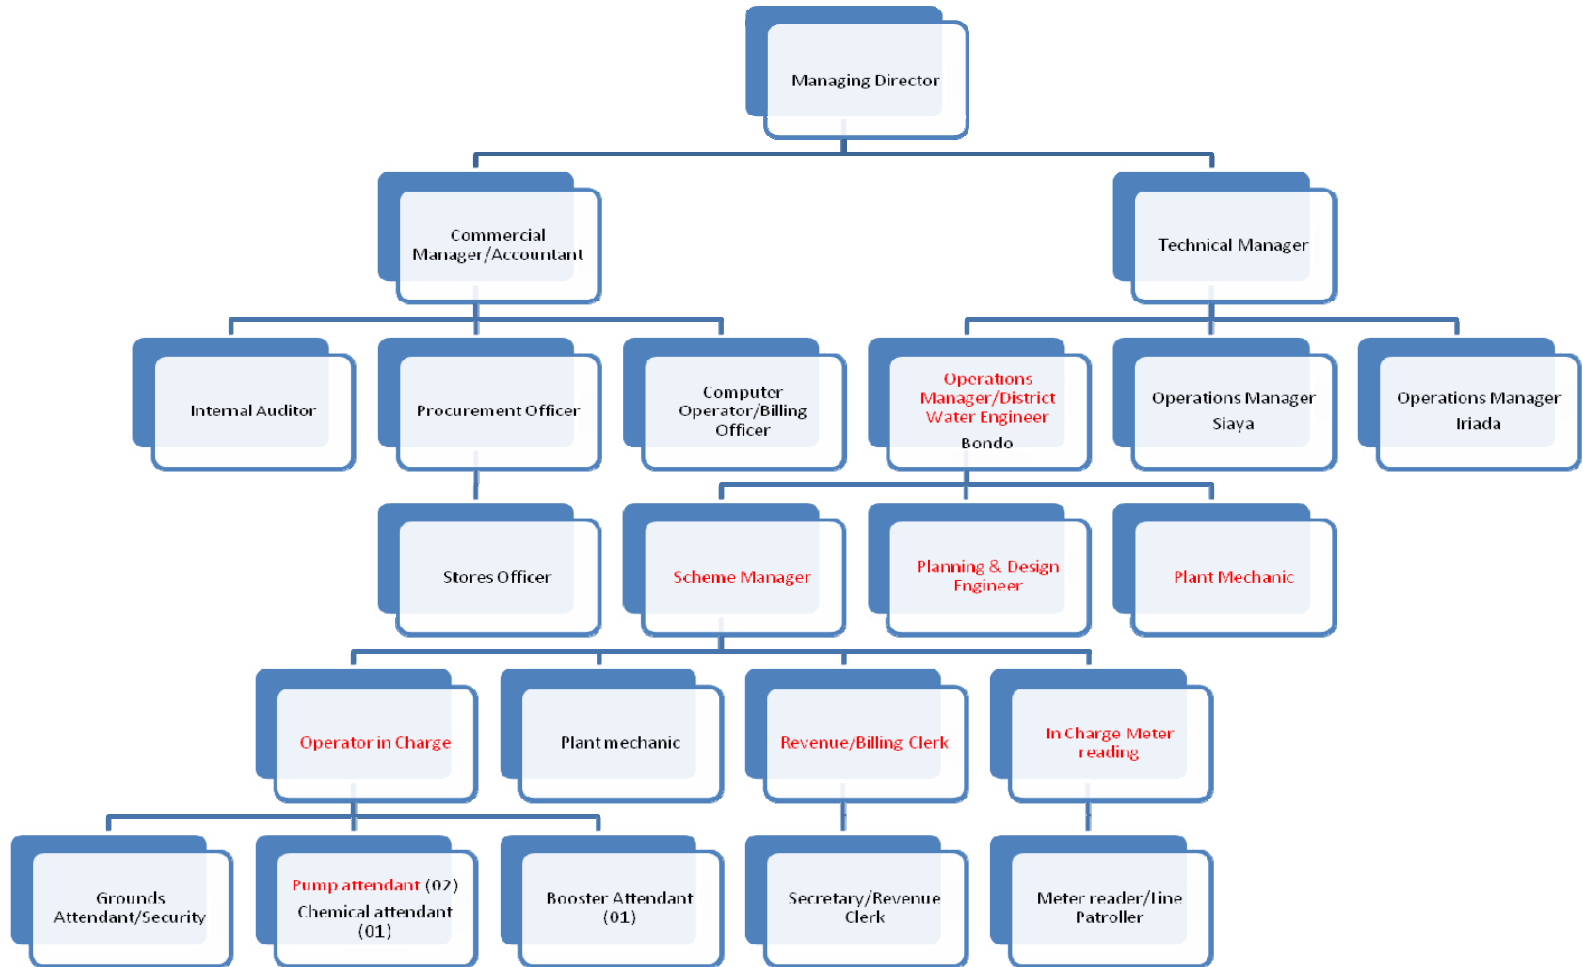 Managing Director
Commercial
Manager/Accountant
Technical Manager
Internal Auditor
Procurement Officer
Computer
Operator/Billing
Officer
Operations
Manager/District
Water Engineer
Bondo
Operations Manager
Siaya
Operations Manager
Iriada
Stores Officer
Scheme Manager
Planning & Design
Engineer
Plant Mechanic
Operator in Charge
Plant mechanic
Revenue/Billing Clerk
In Charge Meter
reading
Grounds
Attendant/Security
Pump attendant (02)
Chemical attendant
(01)
Booster Attendant
(01)
Secretary/Revenue
Clerk
Meter reader/Line
Patroller